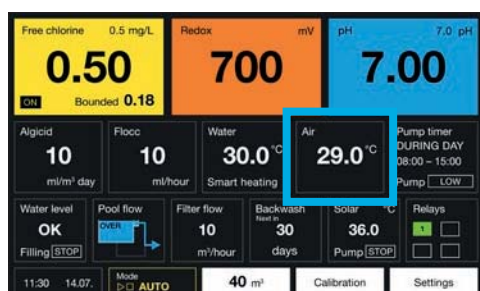 Free chlorine 0.5 mg/L
0.50
ON Bounded 0.18
Redox mV
700
pH 7.0 pH
7.00
Algicid
10
ml/m³ day
Flocc
10
ml/hour
Water
30.0 °C
Smart heating
Air
29.0 °C
Pump timer
DURING DAY
08:00 – 15:00
Pump LOW
Water level
OK
Filling STOP
Pool flow
OVER
Filter flow
10
m³/hour
Backwash
Next in
30
days
Solar °C
36.0
Pump STOP
Relays
1
11:30 14.07.
Mode
AUTO
40 m³
Calibration
Settings